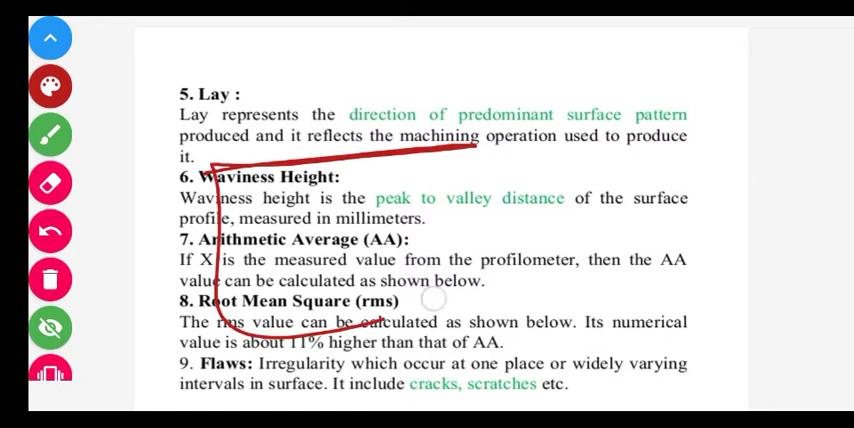 5. Lay :
Lay represents the direction of predominant surface pattern
produced and it reflects the machining operation used to produce
it.
6. Waviness Height:
Waviness height is the peak to valley distance of the surface
profile, measured in millimeters.
7. Arithmetic Average (AA):
If X is the measured value from the profilometer, then the AA
value can be calculated as shown below.
8. Root Mean Square (rms)
The rms value can be calculated as shown below. Its numerical
value is about 11% higher than that of AA.
9. Flaws: Irregularity which occur at one place or widely varying
intervals in surface. It include cracks, scratches etc.